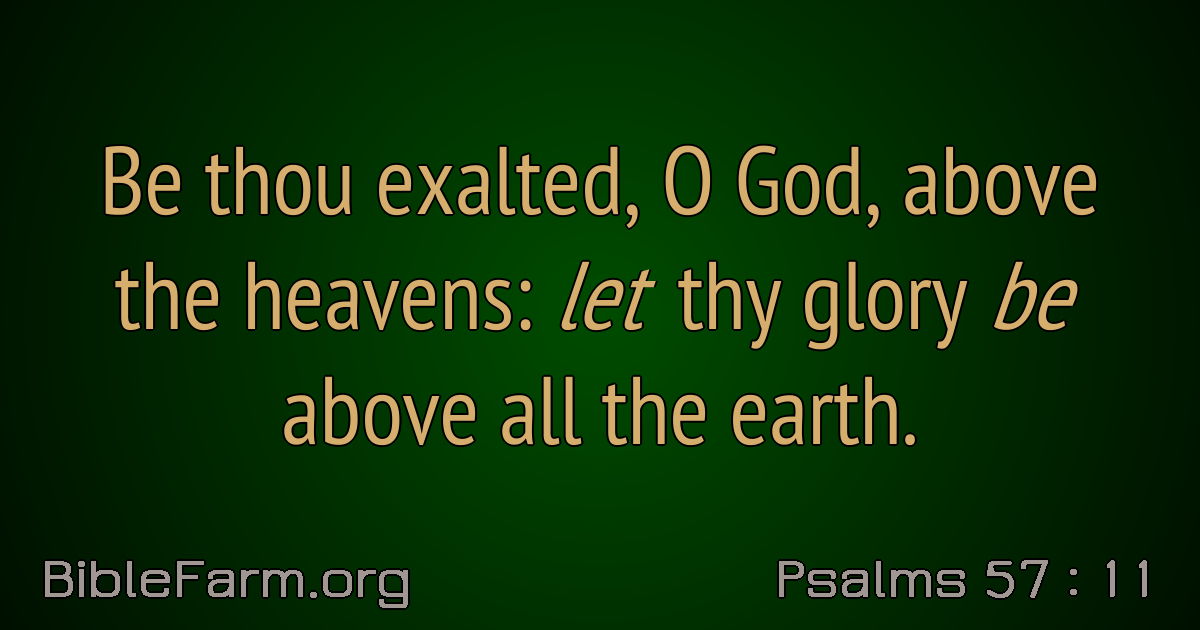 Be thou exalted, O God, above
the heavens: let thy glory be
above all the earth.
BibleFarm.org
Psalms 57 : 11